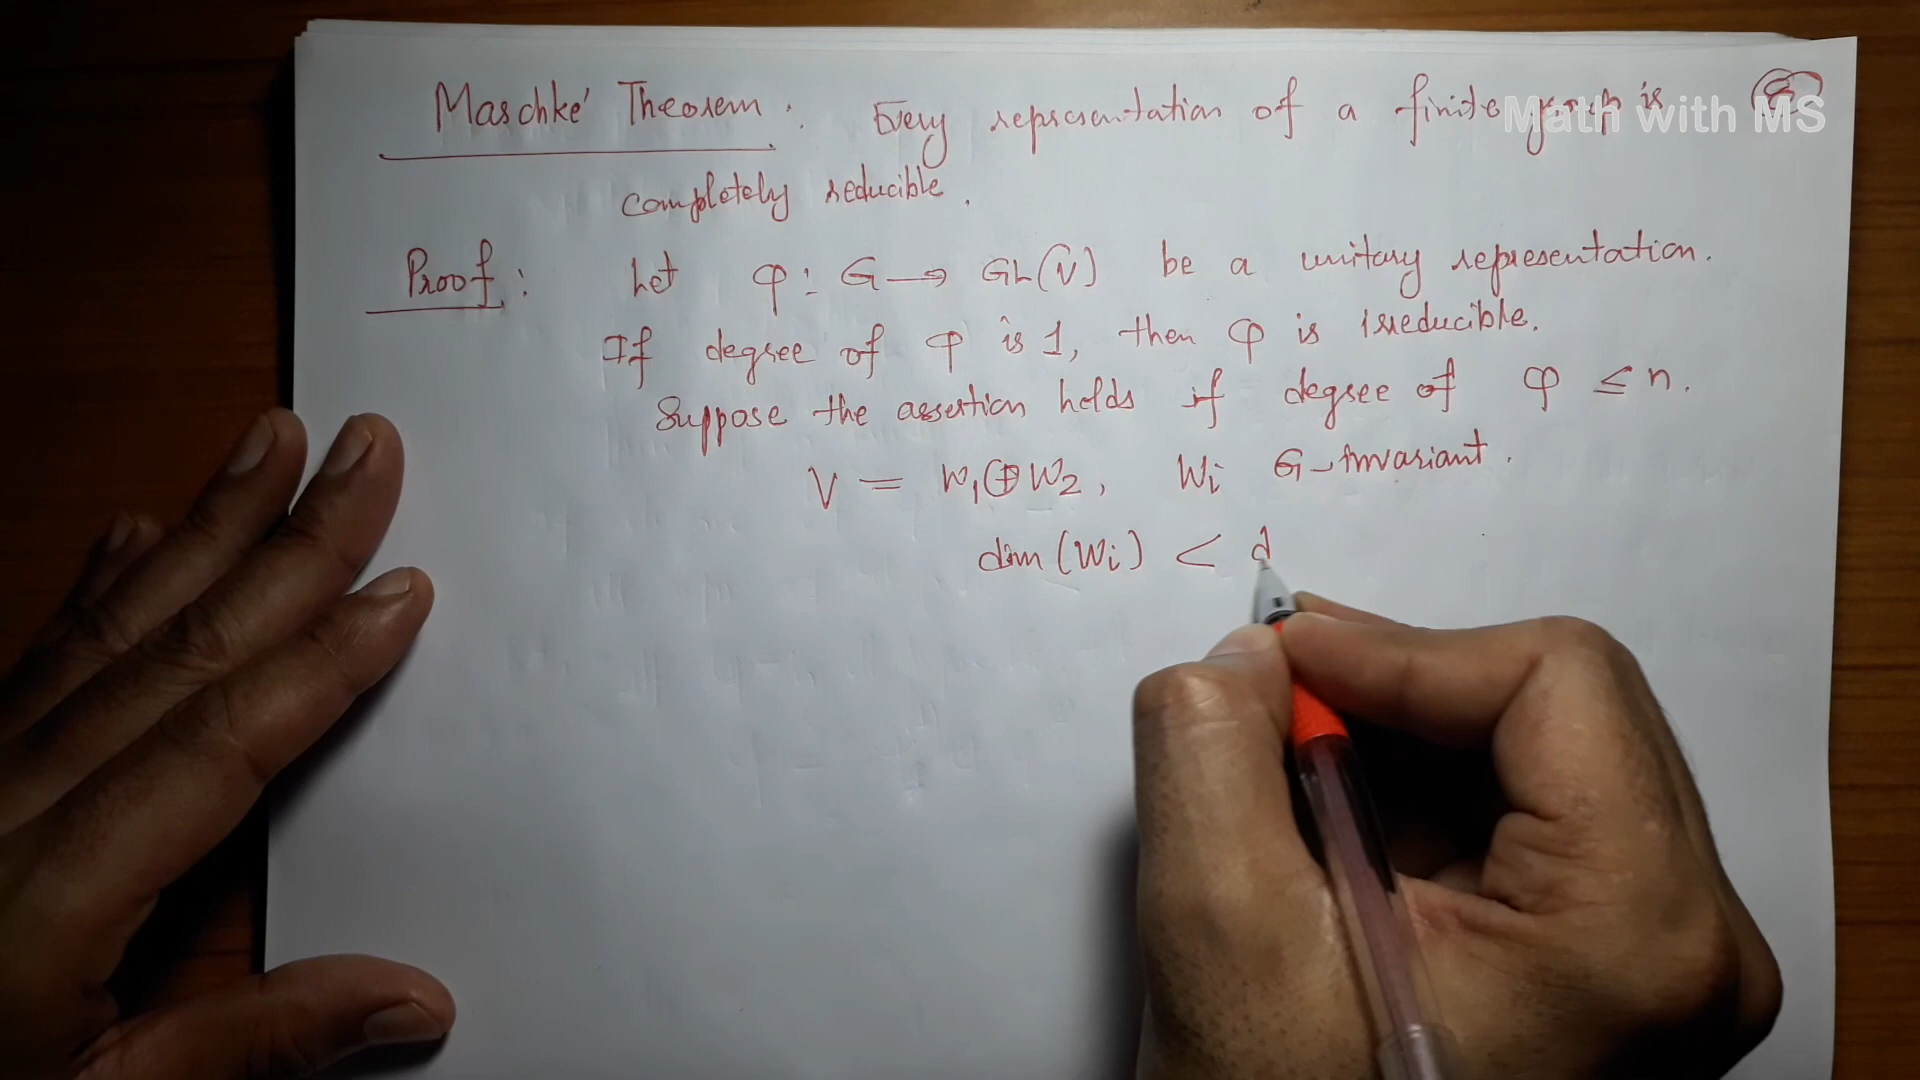 Maschke' Theorem : Every representation of a finite group is 8
completely reducible.
Proof : Let φ : G → GL(V) be a unitary representation.
If degree of φ is 1, then φ is irreducible.
Suppose the assertion holds if degree of φ ≤ n.
V = W₁⊕W₂, Wi G-invariant.
dim(Wi) < d
Math with MS